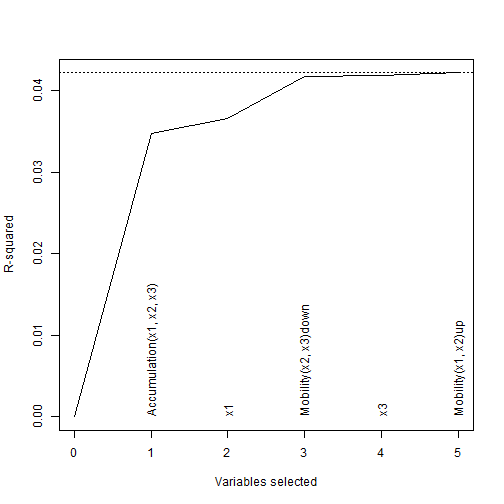 0.04
0.03
0.02
0.01
0.00
R-squared
Accumulation(x1, x2, x3)
x1
Mobility(x2, x3)down
x3
Mobility(x1, x2)up
0 1 2 3 4 5
Variables selected